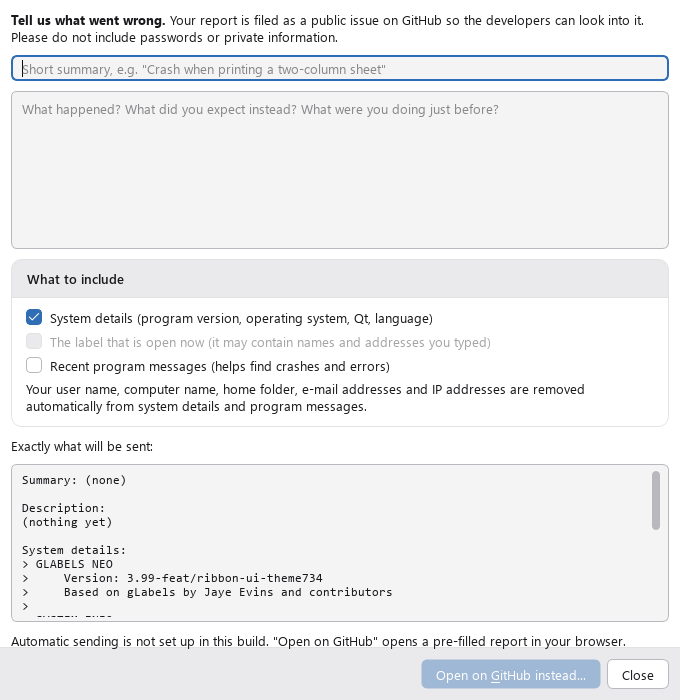 Tell us what went wrong. Your report is filed as a public issue on GitHub so the developers can look into it.
Please do not include passwords or private information.
Short summary, e.g. "Crash when printing a two-column sheet"
What happened? What did you expect instead? What were you doing just before?
What to include
System details (program version, operating system, Qt, language)
The label that is open now (it may contain names and addresses you typed)
Recent program messages (helps find crashes and errors)
Your user name, computer name, home folder, e-mail addresses and IP addresses are removed
automatically from system details and program messages.
Exactly what will be sent:
Summary: (none)
Description:
(nothing yet)
System details:
> GLABELS NEO
>     Version: 3.99-feat/ribbon-ui-theme734
>     Based on gLabels by Jaye Evins and contributors
>
Automatic sending is not set up in this build. "Open on GitHub" opens a pre-filled report in your browser.
Open on GitHub instead...
Close